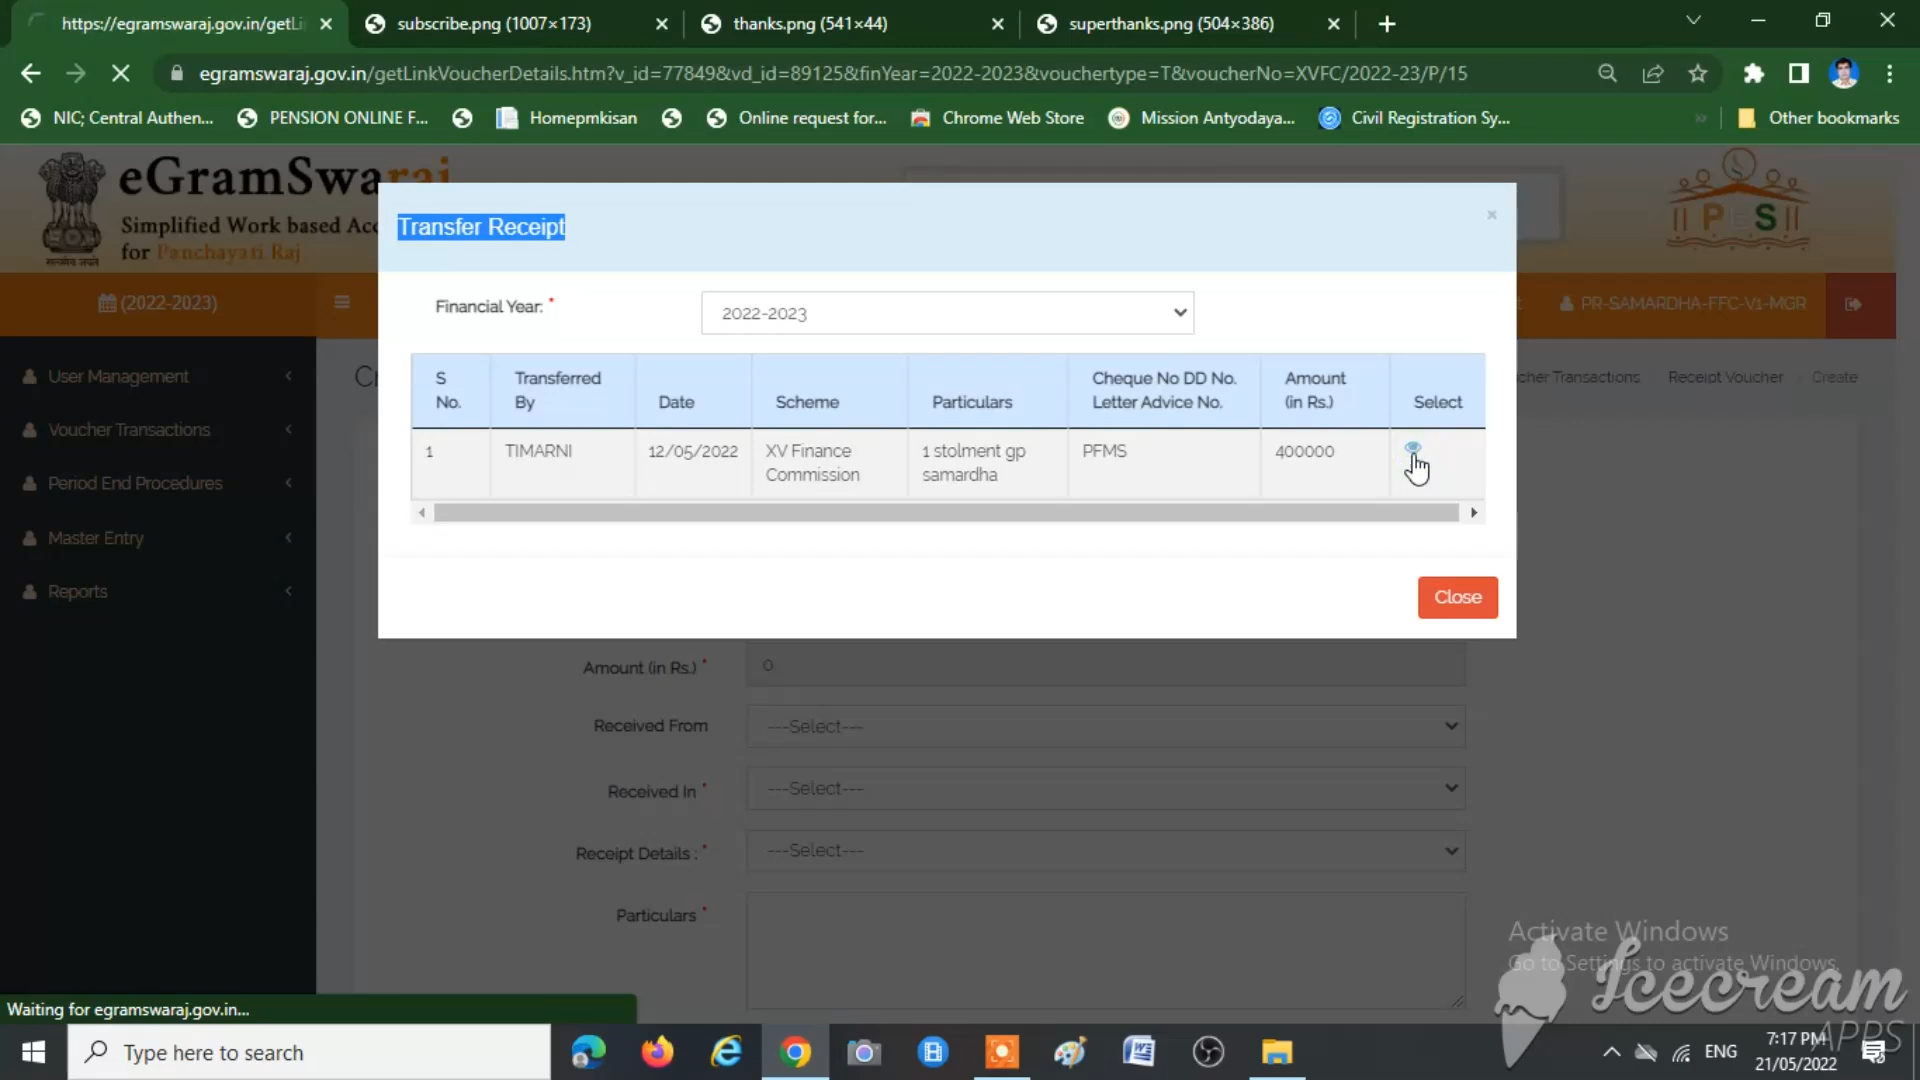 https://egramswaraj.gov.in/getLi
subscribe.png (1007×173)
thanks.png (541×44)
superthanks.png (504×386)
egramswaraj.gov.in/getLinkVoucherDetails.htm?v_id=77849&vd_id=89125&finYear=2022-2023&vouchertype=T&voucherNo=XVFC/2022-23/P/15
NIC; Central Authen...
PENSION ONLINE F...
Homepmkisan
Online request for...
Chrome Web Store
Mission Antyodaya...
Civil Registration Sy...
Other bookmarks
eGramSwaraj
Simplified Work based Acc
for Panchayati Raj
सत्यमेव जयते
PES
Transfer Receipt
×
(2022-2023)
PR-SAMARDHA-FFC-V1-MGR
Financial Year: *
2022-2023
User Management
Voucher Transactions
Period End Procedures
Master Entry
Reports
cher Transactions
Receipt Voucher
Create
S No.
Transferred By
Date
Scheme
Particulars
Cheque No DD No. Letter Advice No.
Amount (in Rs.)
Select
1
TIMARNI
12/05/2022
XV Finance Commission
1 stolment gp samardha
PFMS
400000
Close
Amount (in Rs.) *
0
Received From
---Select---
Received In *
---Select---
Receipt Details : *
---Select---
Particulars *
Activate Windows
Go to Settings to activate Windows.
Icecream
APPS
Waiting for egramswaraj.gov.in...
Type here to search
ENG
7:17 PM
21/05/2022